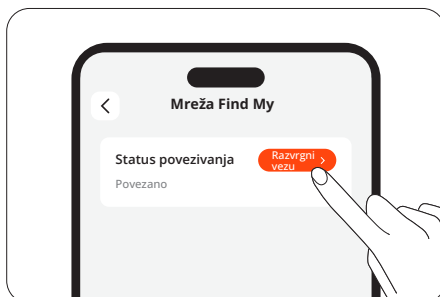 Mreža Find My
Status povezivanja
Razvrgni
vezu
Povezano